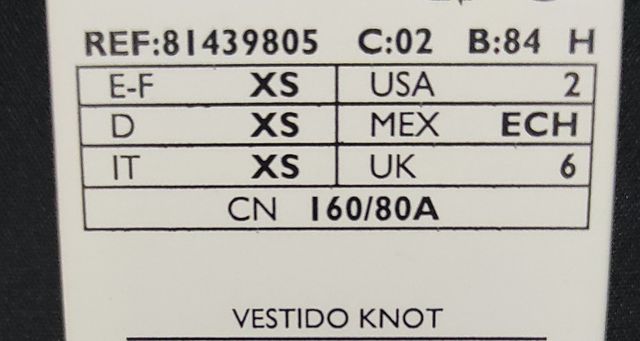 REF:81439805 C:02 B:84 H
E-F XS USA 2
D XS MEX ECH
IT XS UK 6
CN 160/80A
VESTIDO KNOT